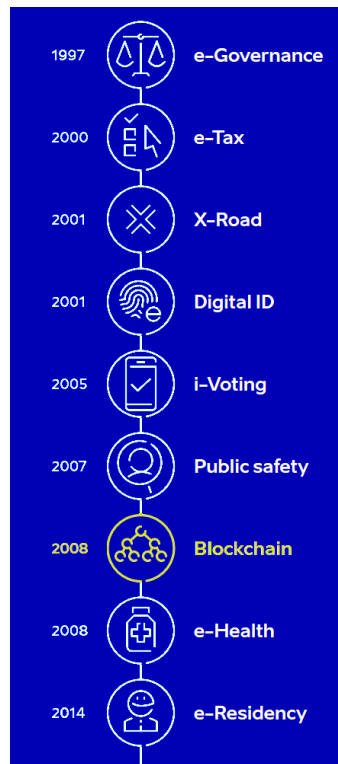 1997 e-Governance
2000 e-Tax
2001 X-Road
2001 Digital ID
2005 i-Voting
2007 Public safety
2008 Blockchain
2008 e-Health
2014 e-Residency